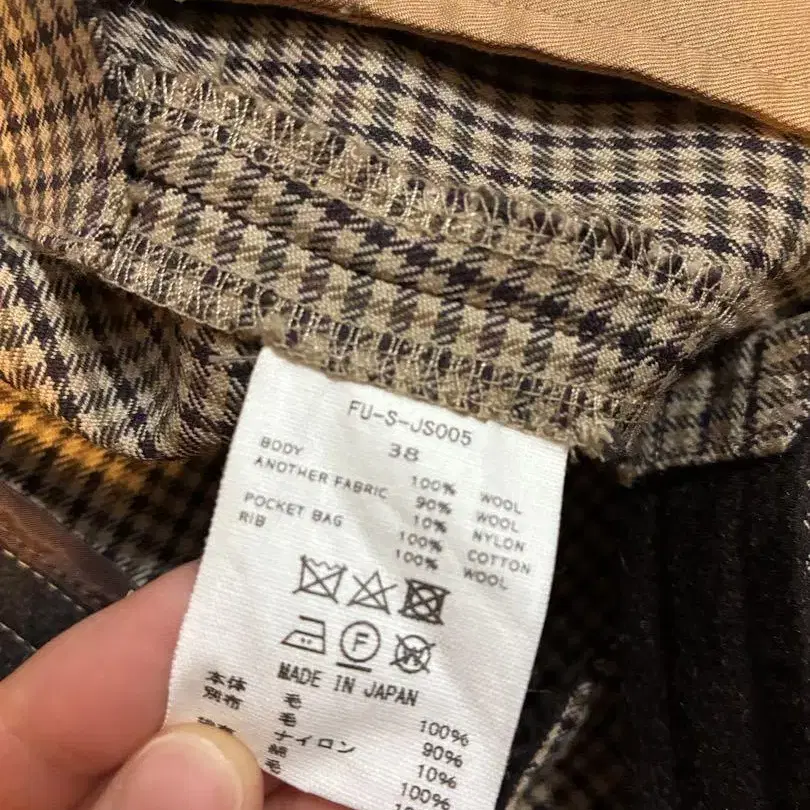 FU-S-JS005
38
BODY 100% WOOL
ANOTHER FABRIC 90% WOOL
10% NYLON
POCKET BAG 100% COTTON
RIB 100% WOOL
F
W
MADE IN JAPAN
本体 毛 100%
別布 毛 90%
ナイロン 10%
綿 100%
毛